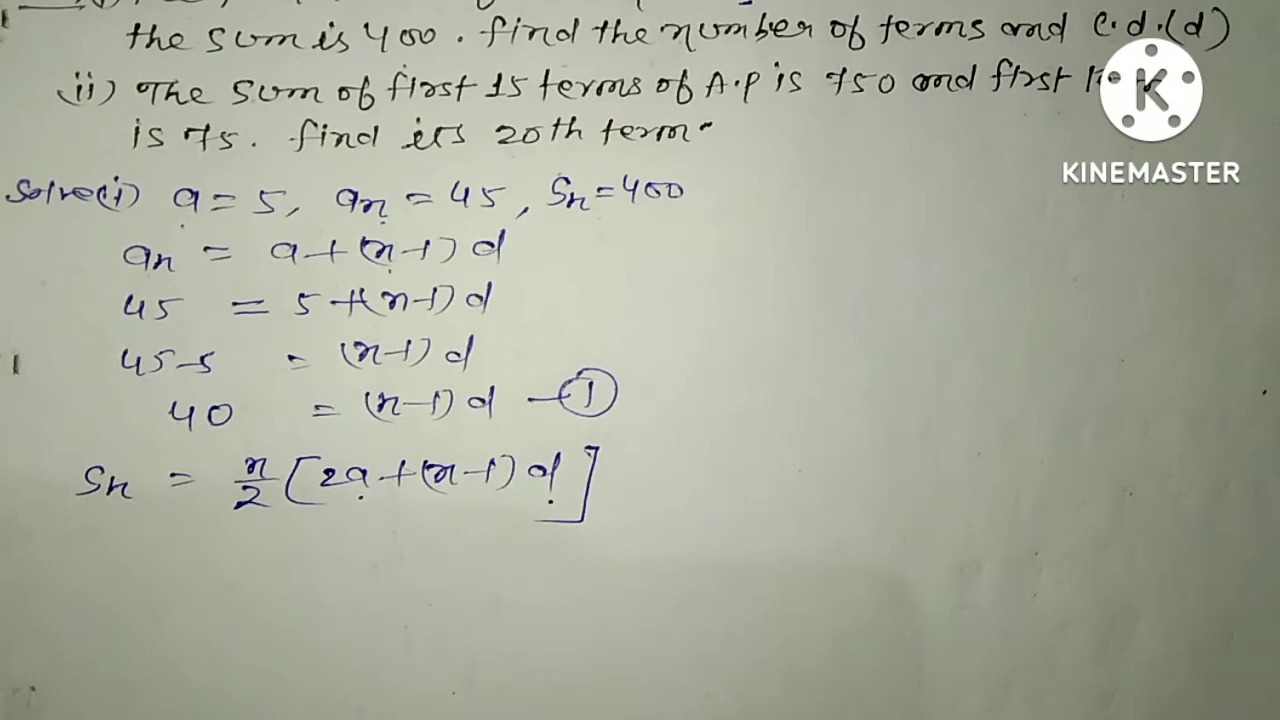 the sum is 400. find the number of terms and c.d.(d)
(ii) The sum of first 15 terms of A.P is 750 and first
is 75. find its 20th term.
Solve(i) a = 5, an = 45, Sn = 400
an = a + (n-1) d
45 = 5 + (n-1) d
45-5 = (n-1) d
40 = (n-1) d — ①
Sn = n/2 [2a + (n-1) d]
K
KINEMASTER